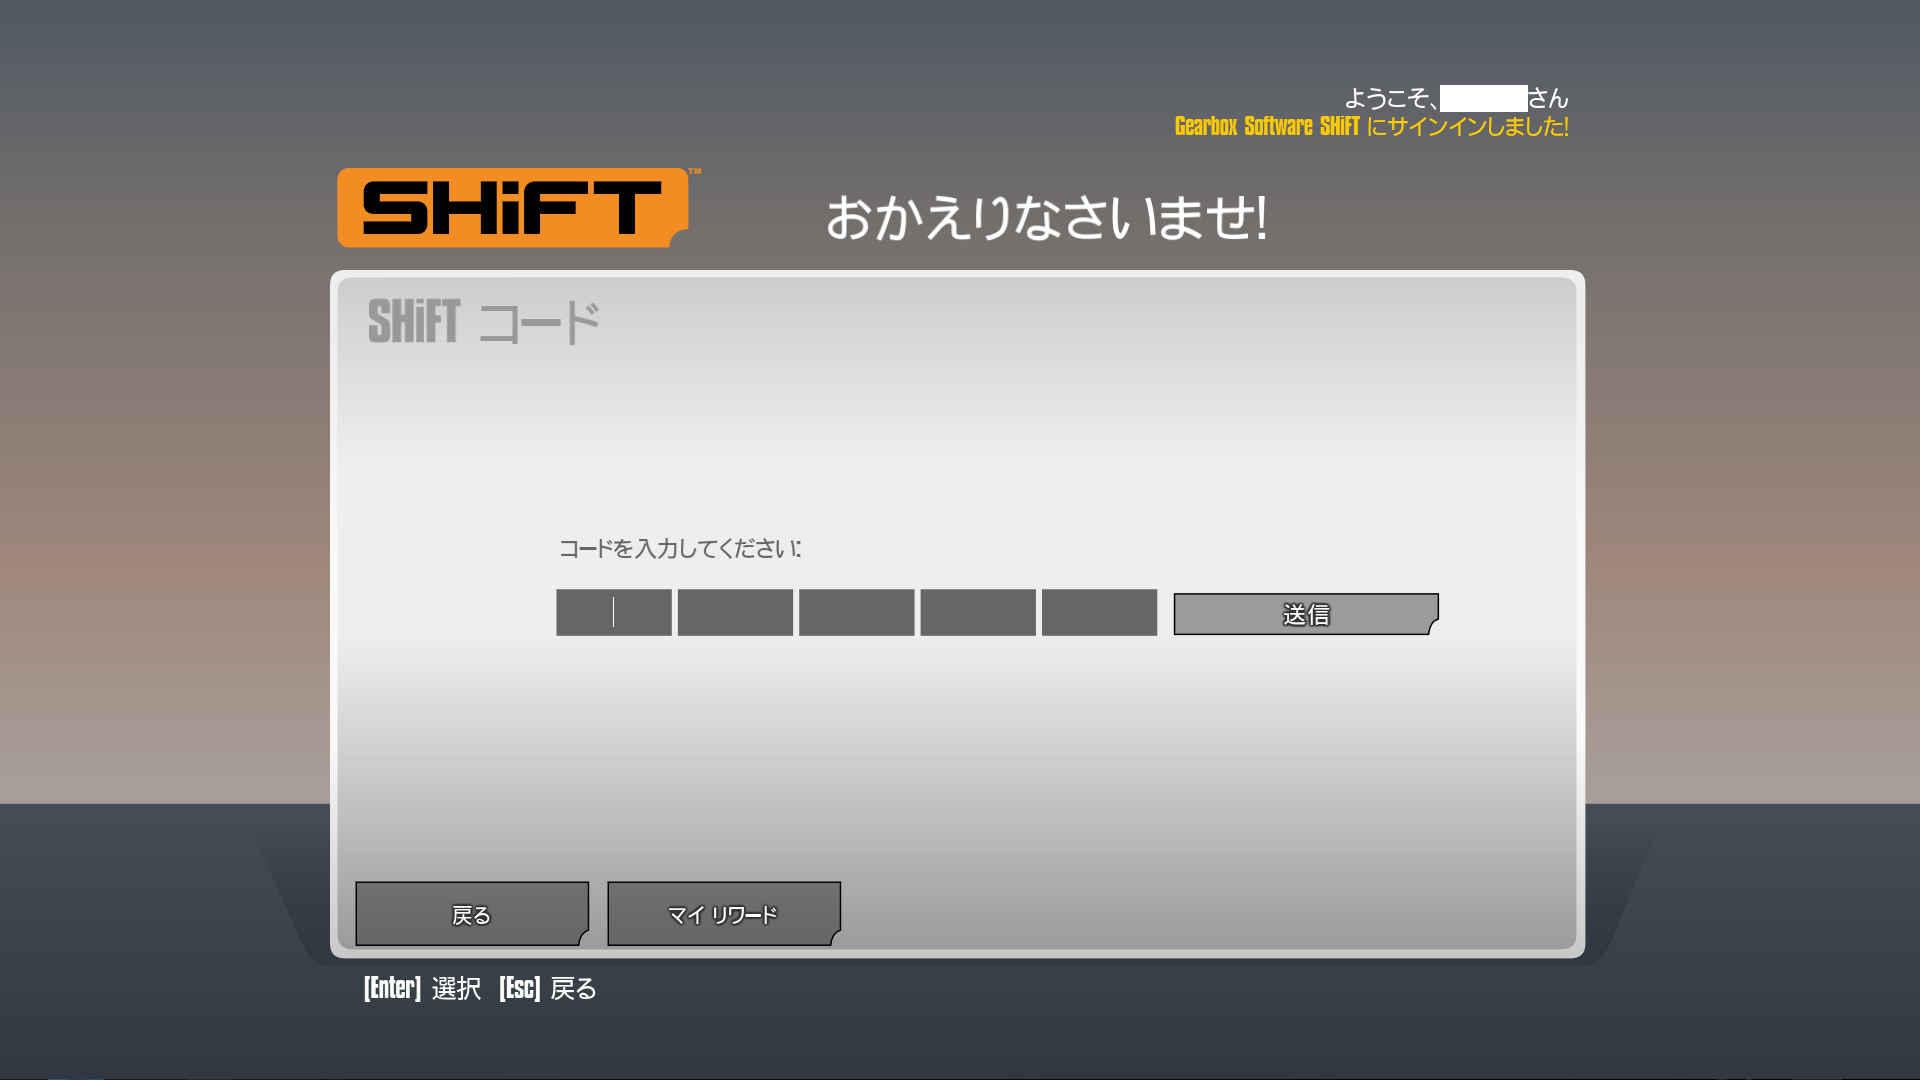 ようこそ、さん
Gearbox Software SHiFT にサインインしました!
SHiFT™
おかえりなさいませ!
SHiFT コード
コードを入力してください:
送信
戻る
マイ リワード
[Enter] 選択 [Esc] 戻る